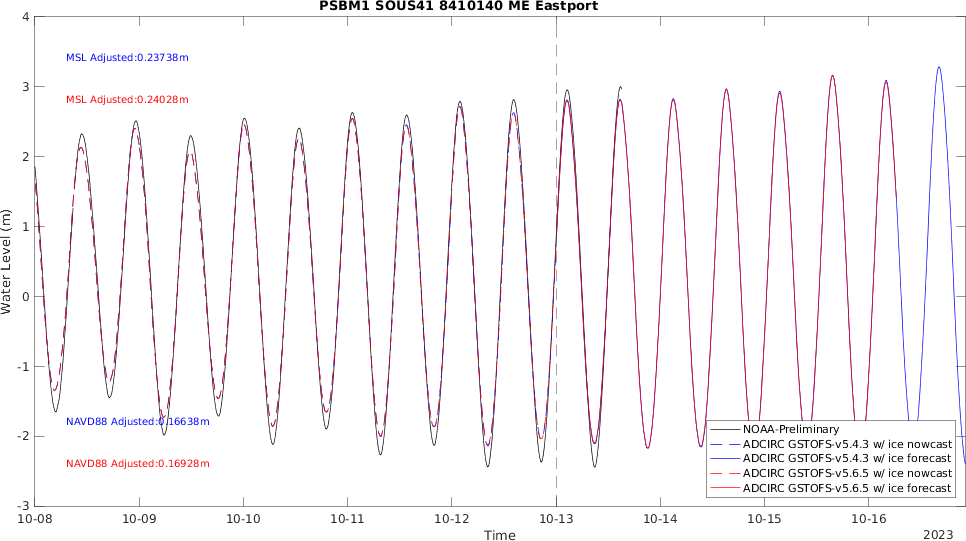 PSBM1 SOUS41 8410140 ME Eastport
Water Level (m)
4
3
2
1
0
-1
-2
-3
MSL Adjusted:0.23738m
MSL Adjusted:0.24028m
NAVD88 Adjusted:0.16638m
NAVD88 Adjusted:0.16928m
NOAA-Preliminary
ADCIRC GSTOFS-v5.4.3 w/ ice nowcast
ADCIRC GSTOFS-v5.4.3 w/ ice forecast
ADCIRC GSTOFS-v5.6.5 w/ ice nowcast
ADCIRC GSTOFS-v5.6.5 w/ ice forecast
10-08 10-09 10-10 10-11 10-12 10-13 10-14 10-15 10-16
Time
2023